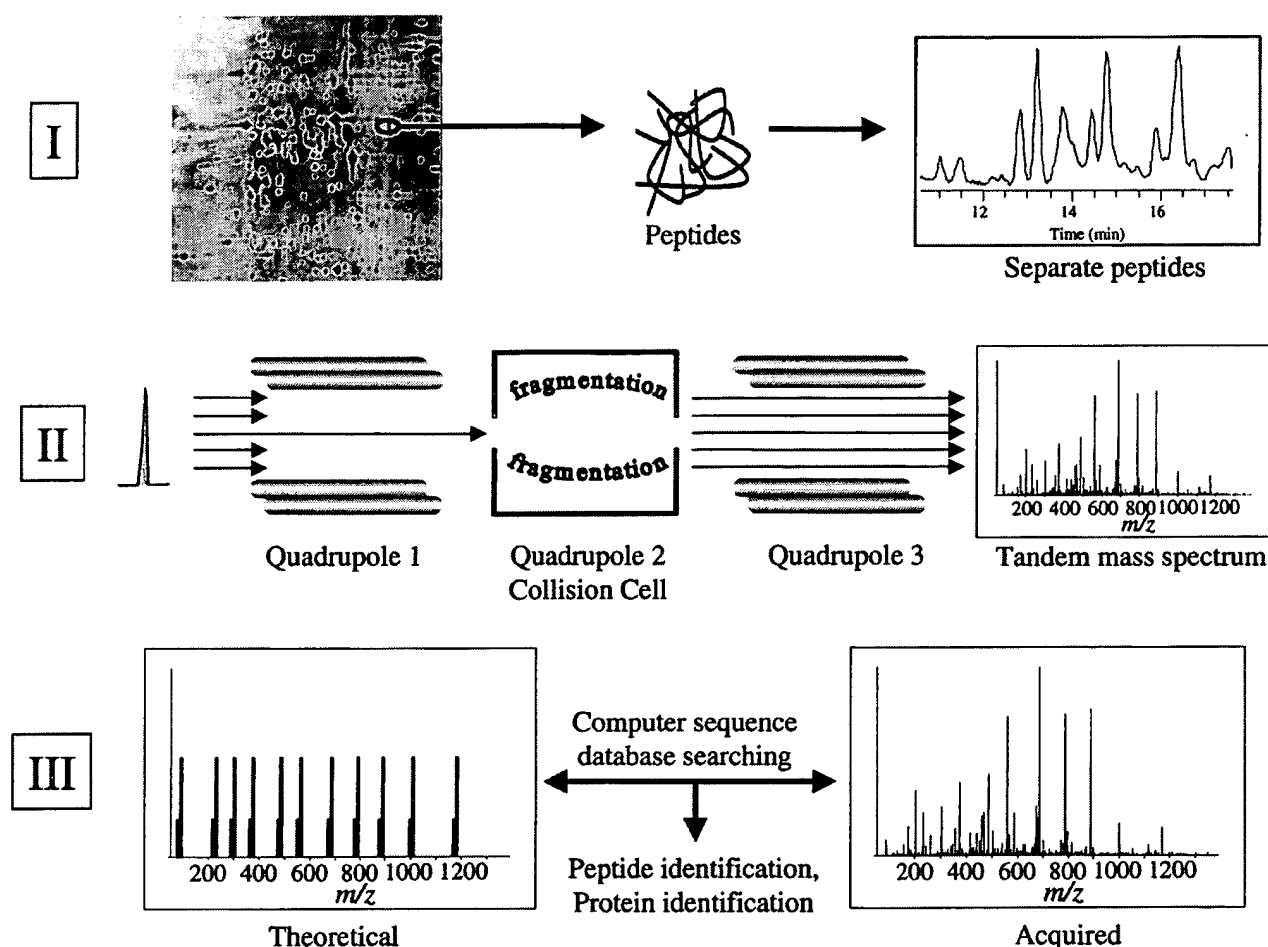 I
Peptides
12 14 16
Time (min)
Separate peptides
II
fragmentation
fragmentation
Quadrupole 1
Quadrupole 2
Collision Cell
Quadrupole 3
200 400 600 800 1000 1200
m/z
Tandem mass spectrum
III
200 400 600 800 1000 1200
m/z
Theoretical
Computer sequence
database searching
Peptide identification,
Protein identification
200 400 600 800 1000 1200
m/z
Acquired